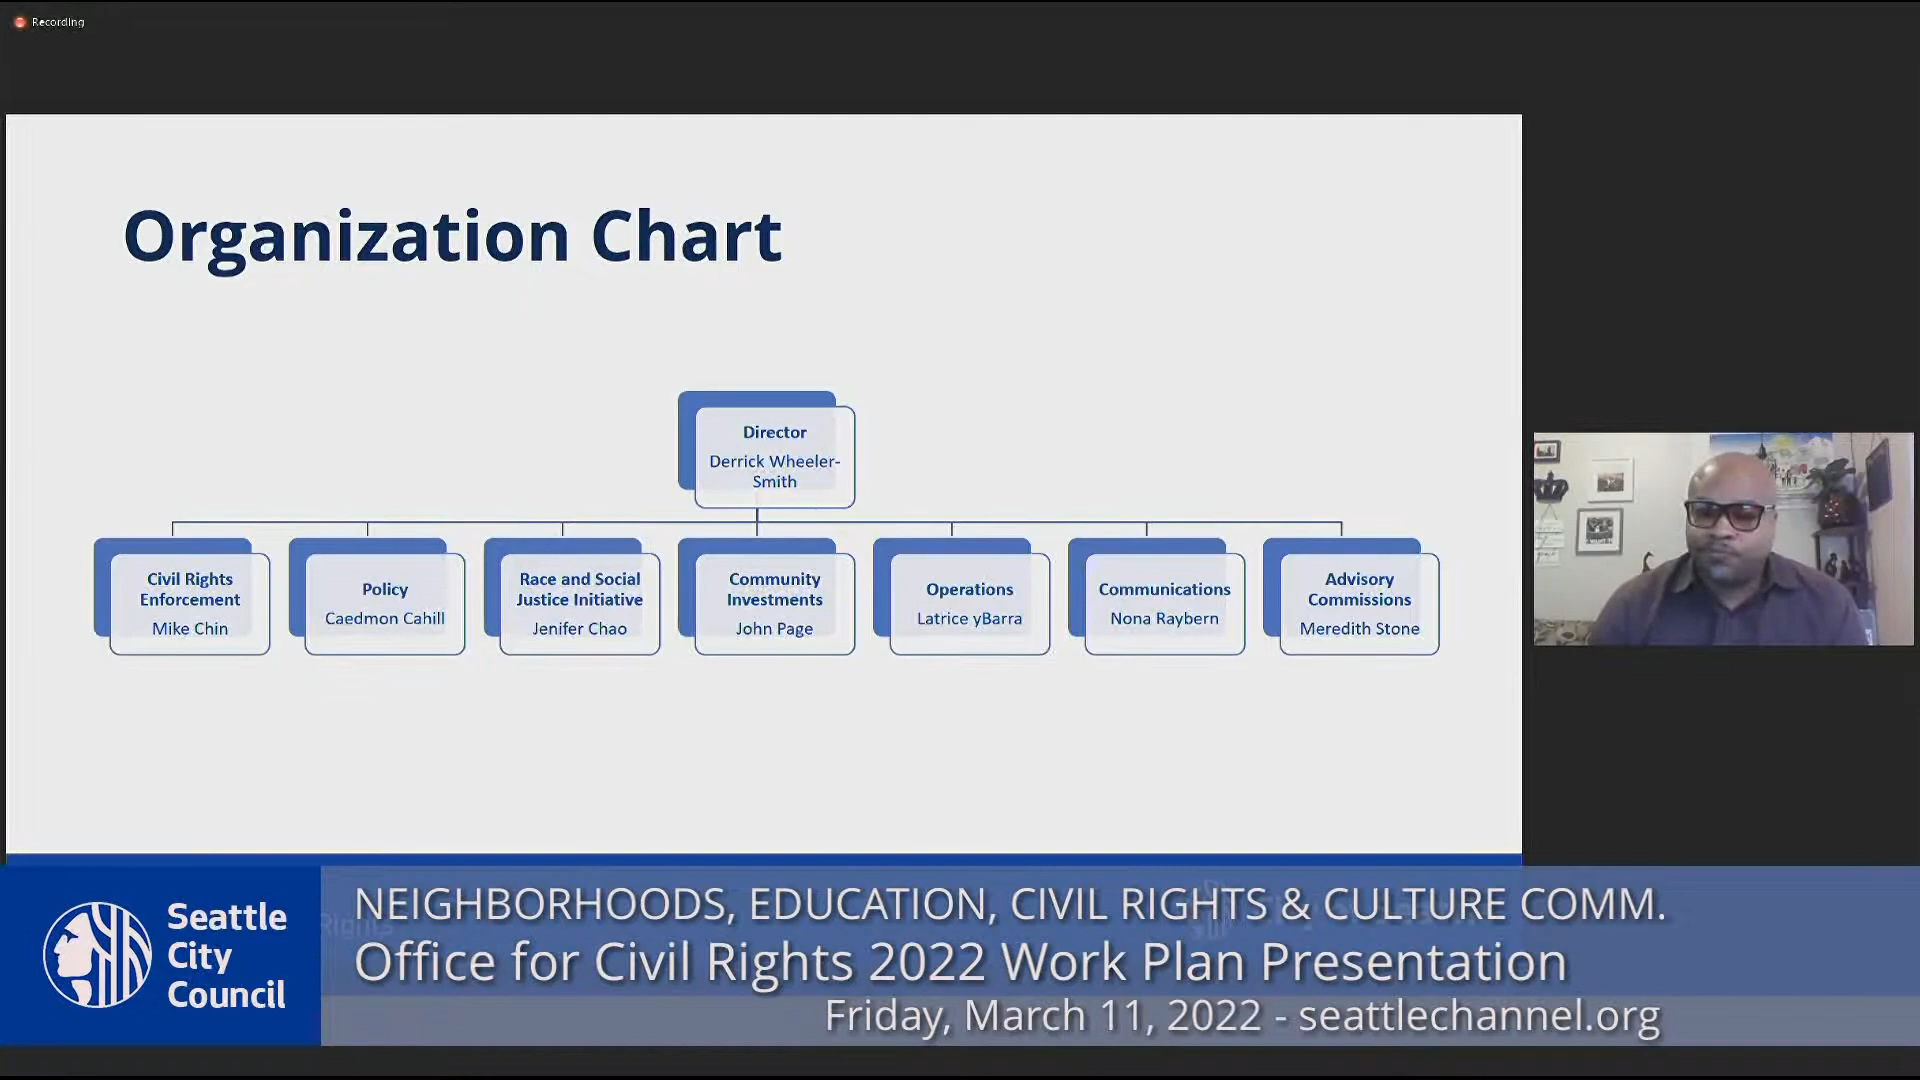 Recording
Organization Chart
Director
Derrick Wheeler-
Smith
Civil Rights
Enforcement
Mike Chin
Policy
Caedmon Cahill
Race and Social
Justice Initiative
Jenifer Chao
Community
Investments
John Page
Operations
Latrice yBarra
Communications
Nona Raybern
Advisory
Commissions
Meredith Stone
Seattle
City
Council
NEIGHBORHOODS, EDUCATION, CIVIL RIGHTS & CULTURE COMM.
Office for Civil Rights 2022 Work Plan Presentation
Friday, March 11, 2022 - seattlechannel.org